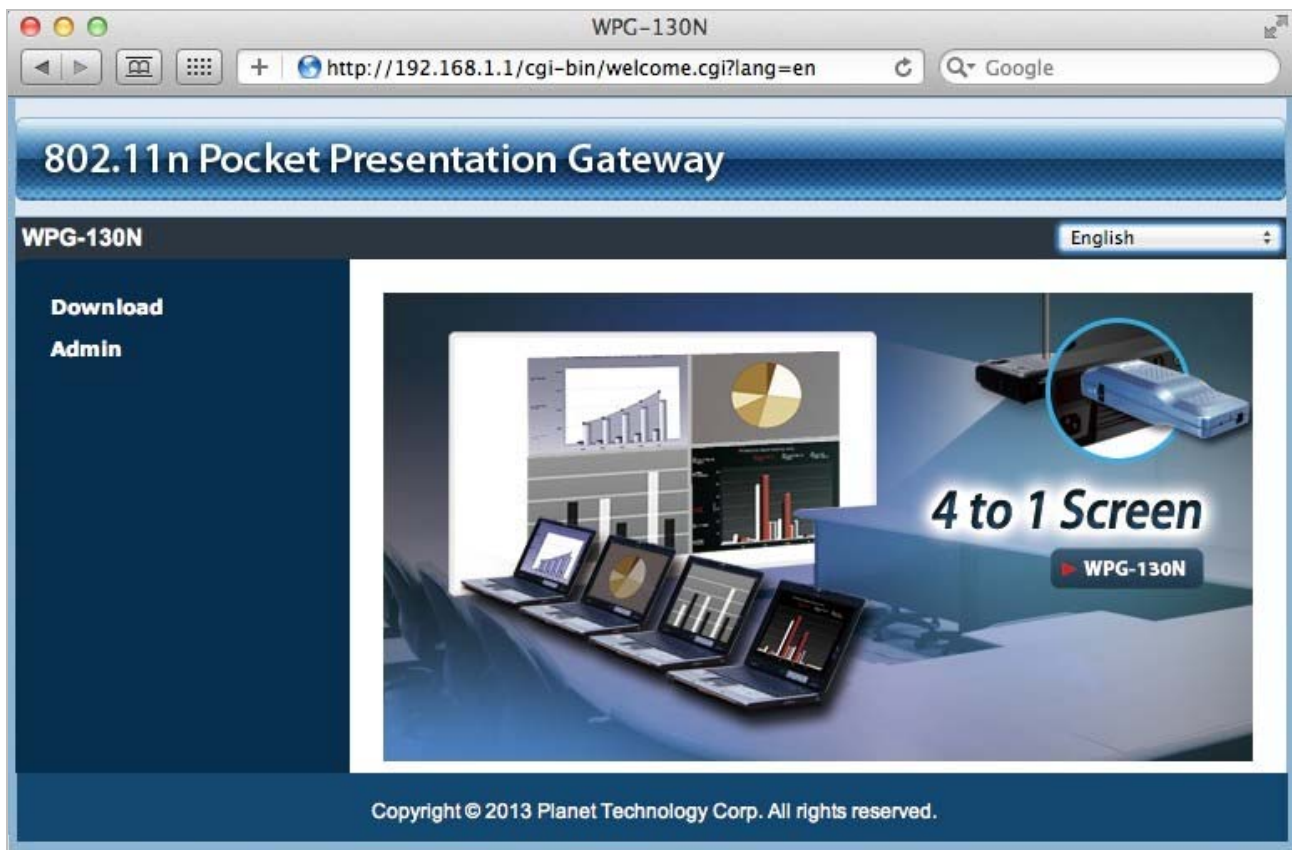 WPG-130N
http://192.168.1.1/cgi-bin/welcome.cgi?lang=en
Google
802.11n Pocket Presentation Gateway
WPG-130N
English
Download
Admin
4 to 1 Screen
WPG-130N
Copyright © 2013 Planet Technology Corp. All rights reserved.